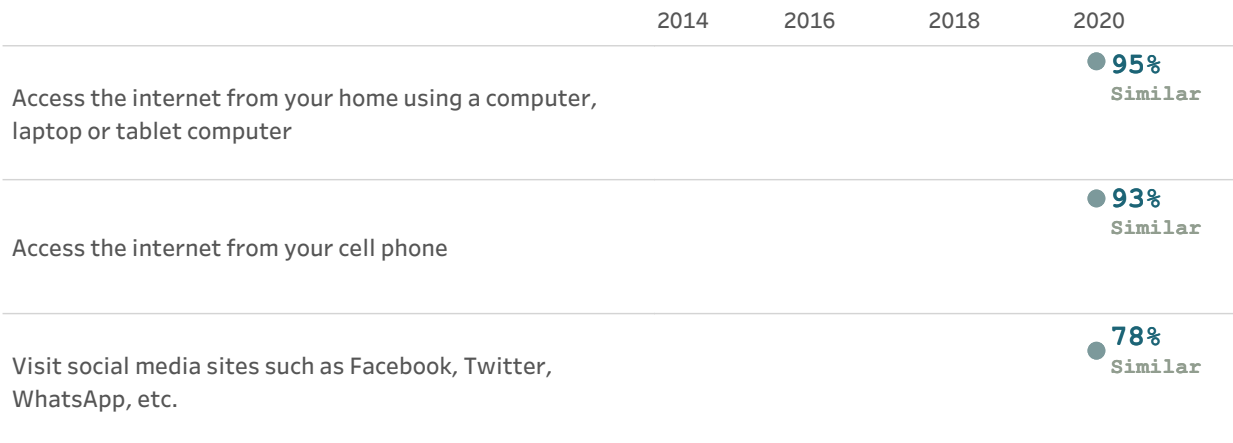 2014 2016 2018 2020
95%
Similar
Access the internet from your home using a computer,
laptop or tablet computer
93%
Similar
Access the internet from your cell phone
78%
Similar
Visit social media sites such as Facebook, Twitter,
WhatsApp, etc.